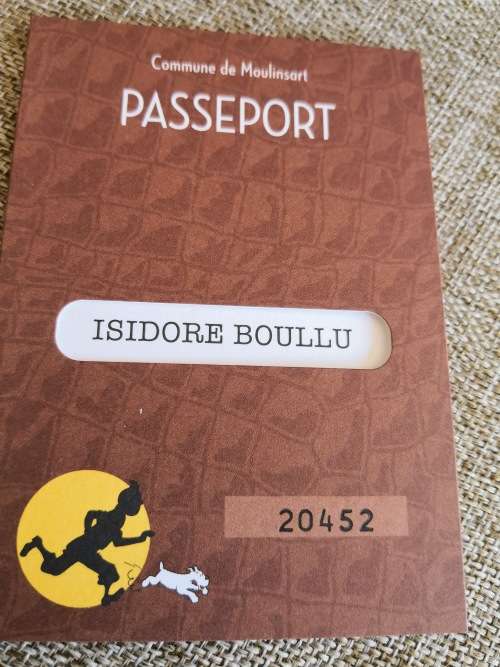 Commune de Moulinsart
PASSEPORT
ISIDORE BOULLU
20452